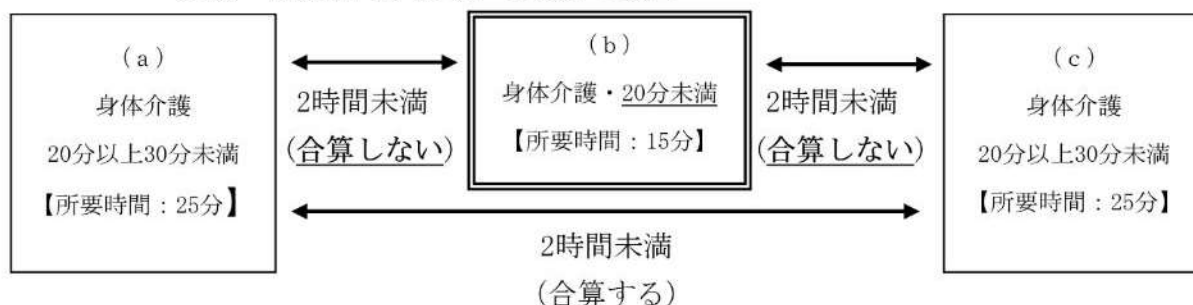 (a)
身体介護
20分以上30分未満
【所要時間:25分】
2時間未満
(合算しない)
(b)
身体介護・20分未満
【所要時間:15分】
2時間未満
(合算しない)
(c)
身体介護
20分以上30分未満
【所要時間:25分】
2時間未満
(合算する)